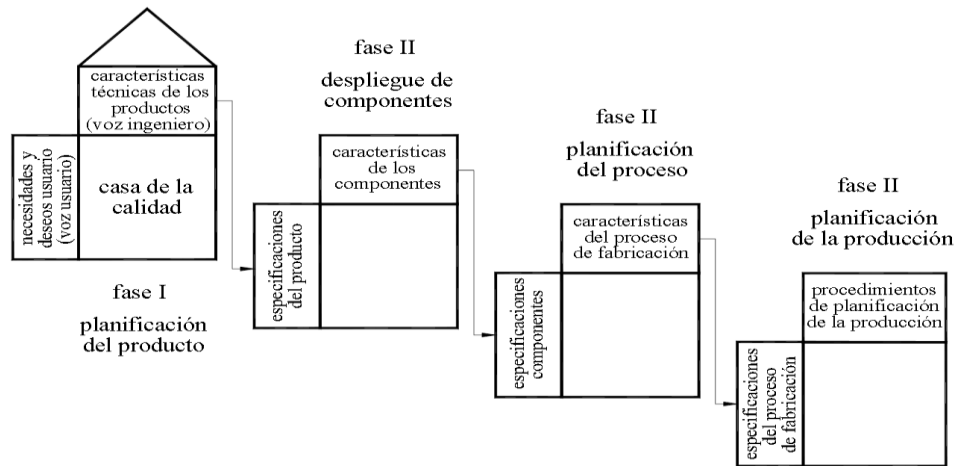 características
técnicas de los
productos
(voz ingeniero)
necesidades y
deseos usuario
(voz usuario)
casa de la
calidad
fase I
planificación
del producto
fase II
despliegue de
componentes
características
de los
componentes
especificaciones
del producto
fase II
planificación
del proceso
características
del proceso
de fabricación
especificaciones
componentes
fase II
planificación
de la producción
procedimientos
de planificación
de la producción
especificaciones
del proceso
de fabricación